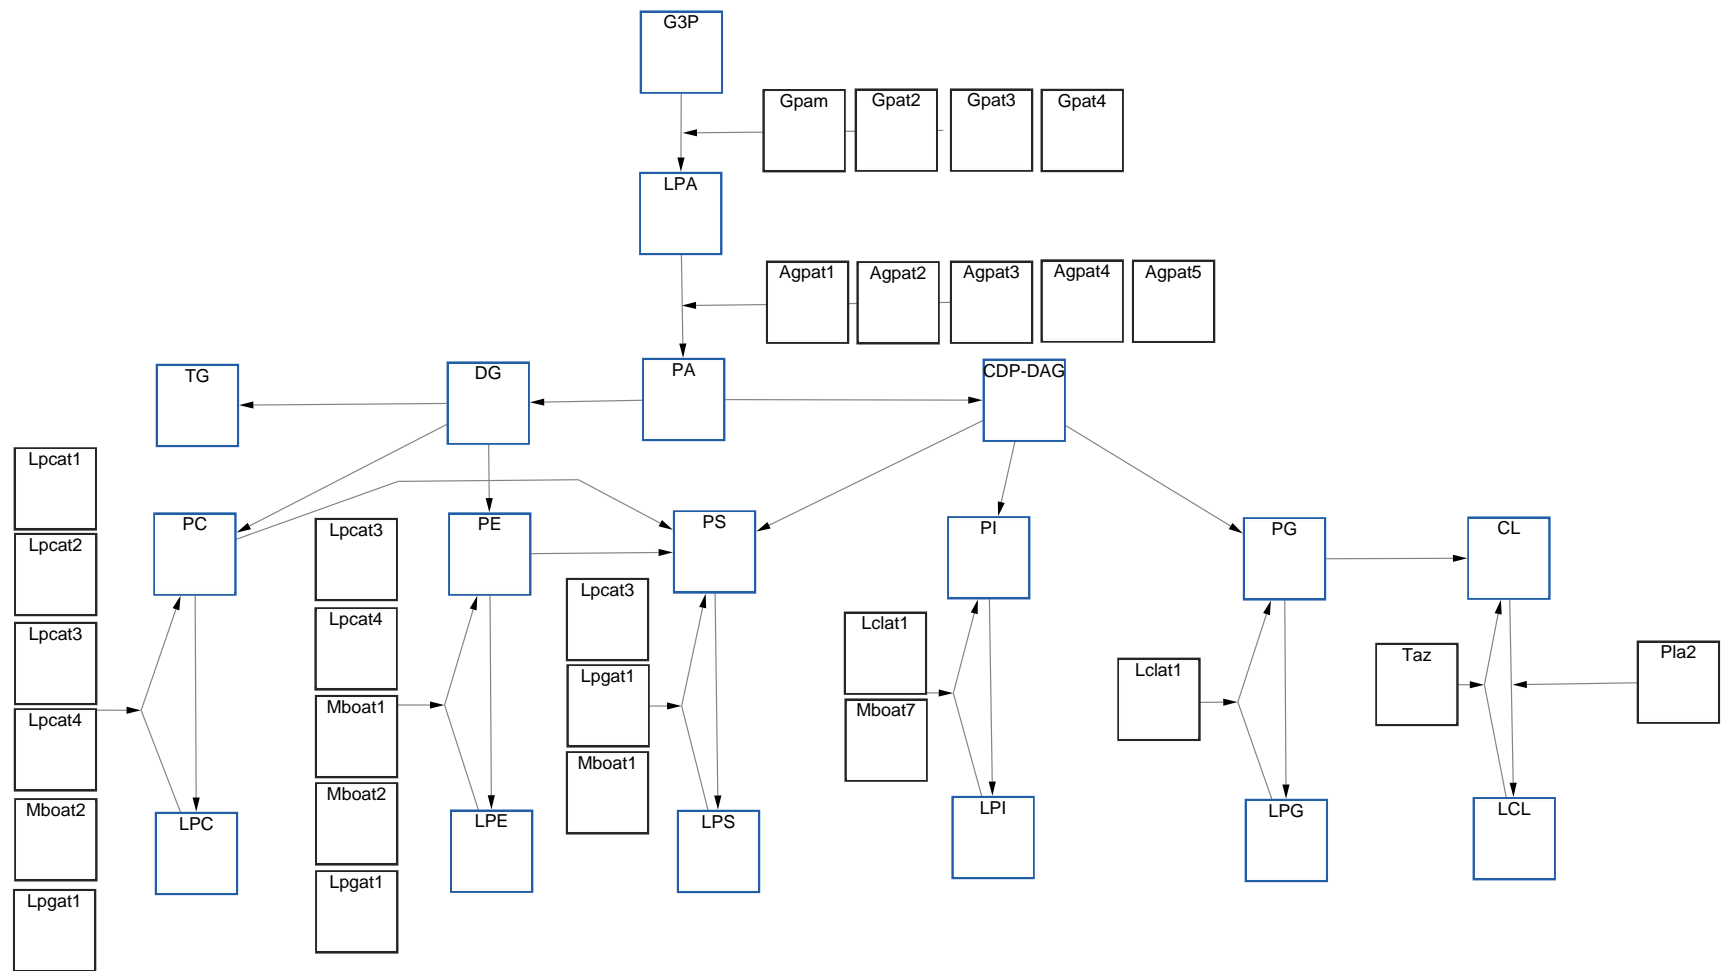 G3P
Gpam
Gpat2
Gpat3
Gpat4
LPA
Agpat1
Agpat2
Agpat3
Agpat4
Agpat5
TG
DG
PA
CDP-DAG
Lpcat1
Lpcat2
Lpcat3
Lpcat4
Mboat2
Lpgat1
PC
LPC
Lpcat3
Lpcat4
Mboat1
Mboat2
Lpgat1
PE
LPE
Lpcat3
Lpgat1
Mboat1
PS
LPS
Lclat1
Mboat7
PI
LPI
Lclat1
PG
LPG
Taz
CL
LCL
Pla2